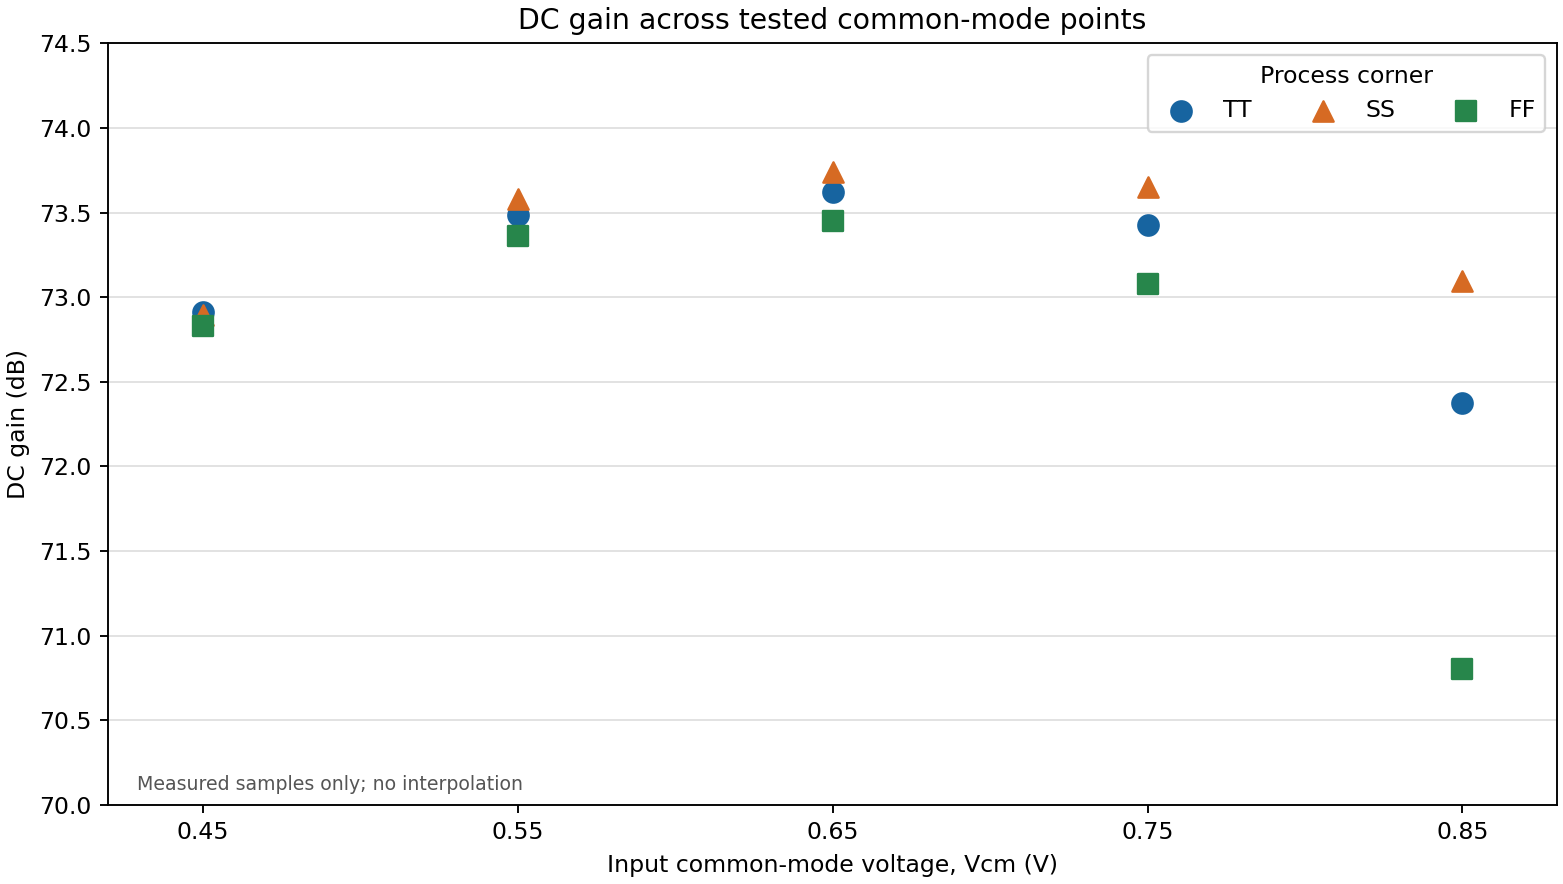 DC gain across tested common-mode points
Process corner
TT SS FF
DC gain (dB)
74.5
74.0
73.5
73.0
72.5
72.0
71.5
71.0
70.5
70.0
Measured samples only; no interpolation
0.45 0.55 0.65 0.75 0.85
Input common-mode voltage, Vcm (V)